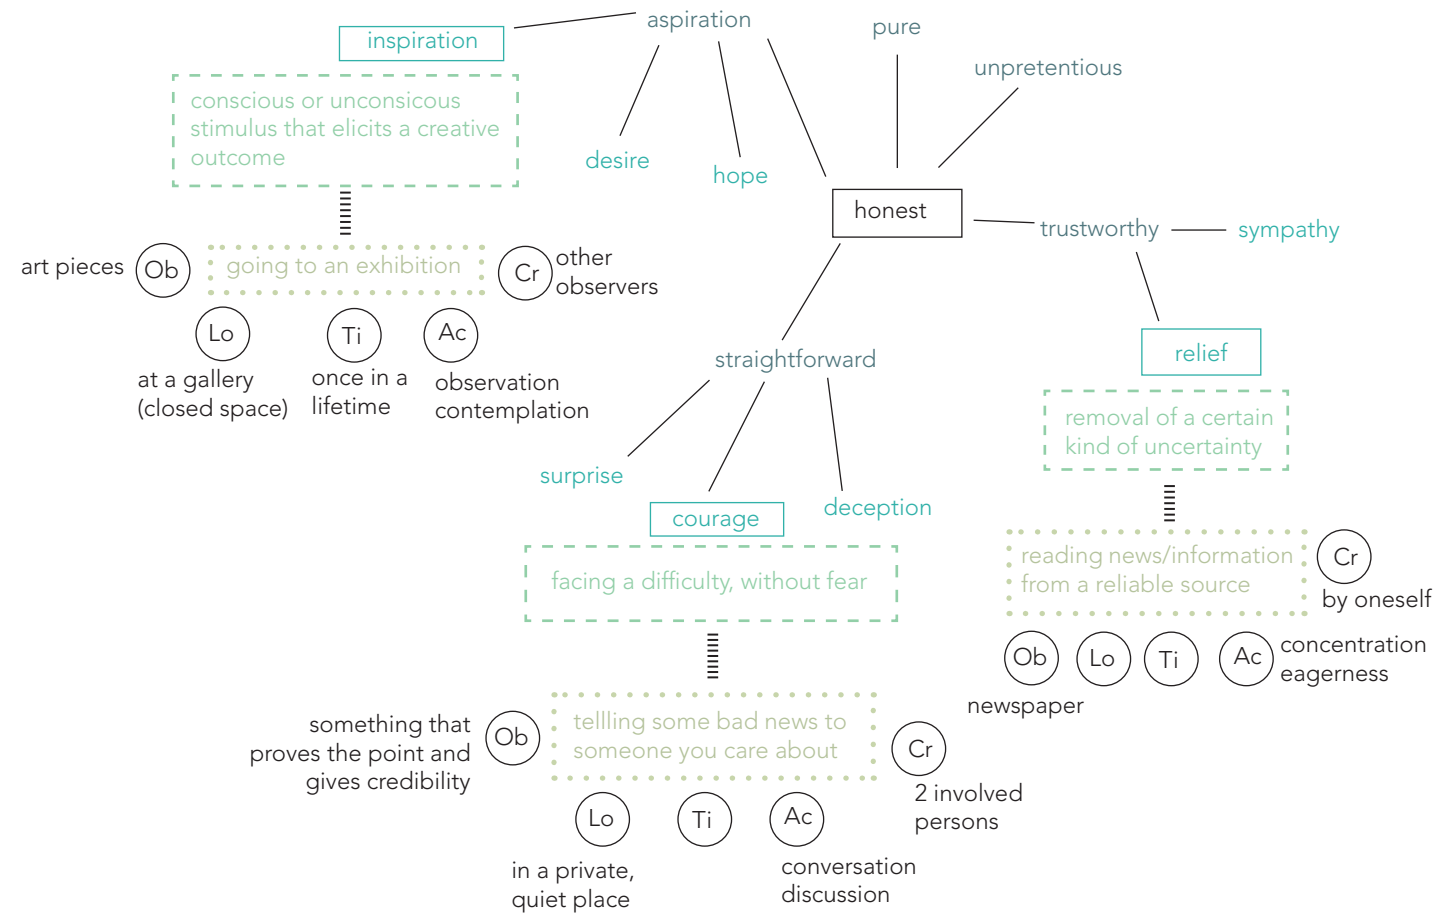 aspiration
inspiration
pure
unpretentious
conscious or unconsicous
stimulus that elicits a creative
outcome
desire
hope
honest
trustworthy
sympathy
art pieces
Ob
going to an exhibition
Cr
other
observers
Lo
Ti
Ac
at a gallery
(closed space)
once in a
lifetime
observation
contemplation
straightforward
relief
removal of a certain
kind of uncertainty
surprise
courage
deception
facing a difficulty, without fear
reading news/information
from a reliable source
Cr
by oneself
Ob
Lo
Ti
Ac
concentration
eagerness
newspaper
something that
proves the point and
gives credibility
Ob
tellling some bad news to
someone you care about
Cr
2 involved
persons
Lo
Ti
Ac
in a private,
quiet place
conversation
discussion